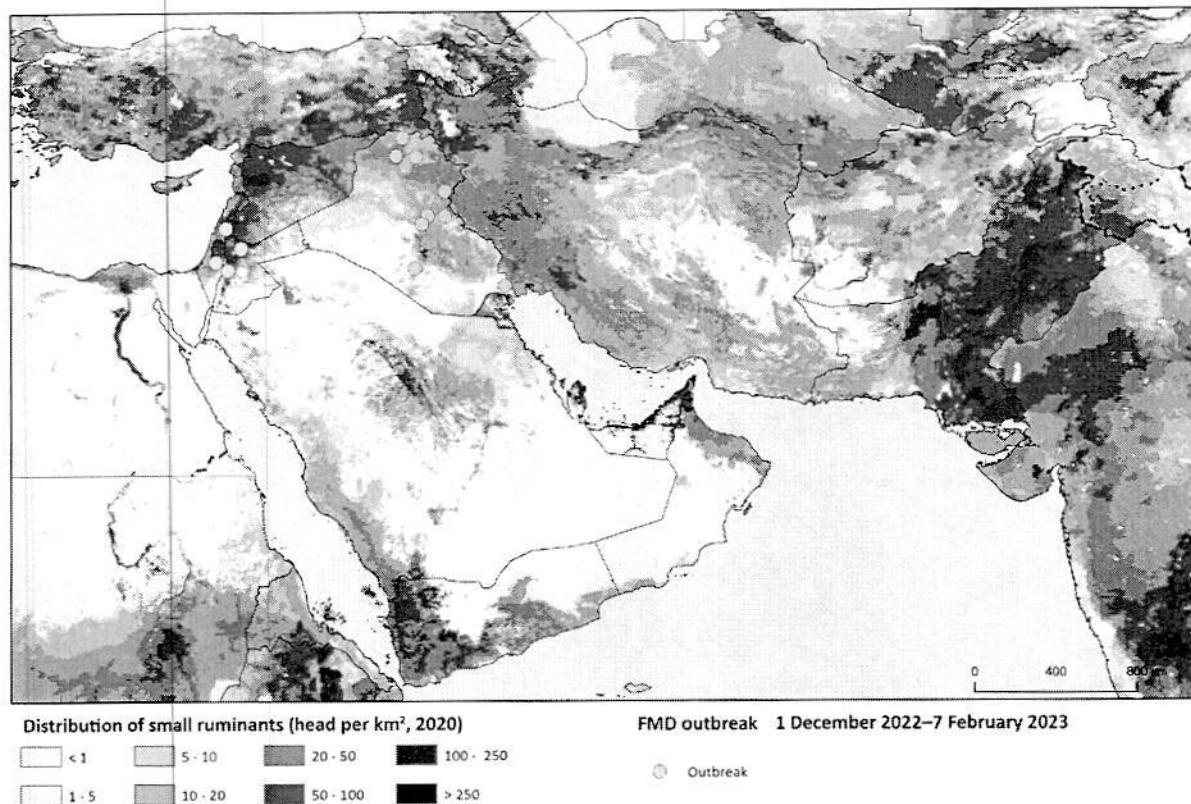 0 400 800 km
Distribution of small ruminants (head per km², 2020)
FMD outbreak 1 December 2022–7 February 2023
< 1 5 - 10 20 - 50 100 - 250
Outbreak
1 - 5 10 - 20 50 - 100 > 250